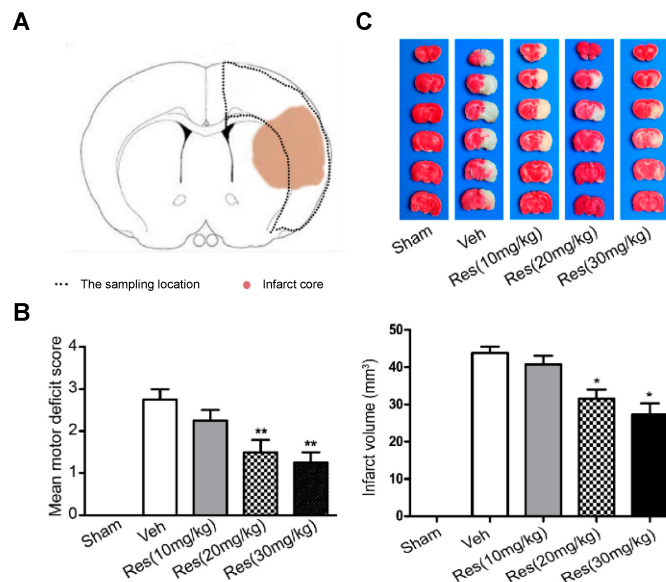 A
The sampling location
Infarct core
B
Mean motor deficit score
4
3
2
1
0
**
**
Sham
Veh
Res(10mg/kg)
Res(20mg/kg)
Res(30mg/kg)
C
Sham
Veh
Res(10mg/kg)
Res(20mg/kg)
Res(30mg/kg)
Infarct volume (mm³)
50
40
30
20
10
0
*
*
Sham
Veh
Res(10mg/kg)
Res(20mg/kg)
Res(30mg/kg)